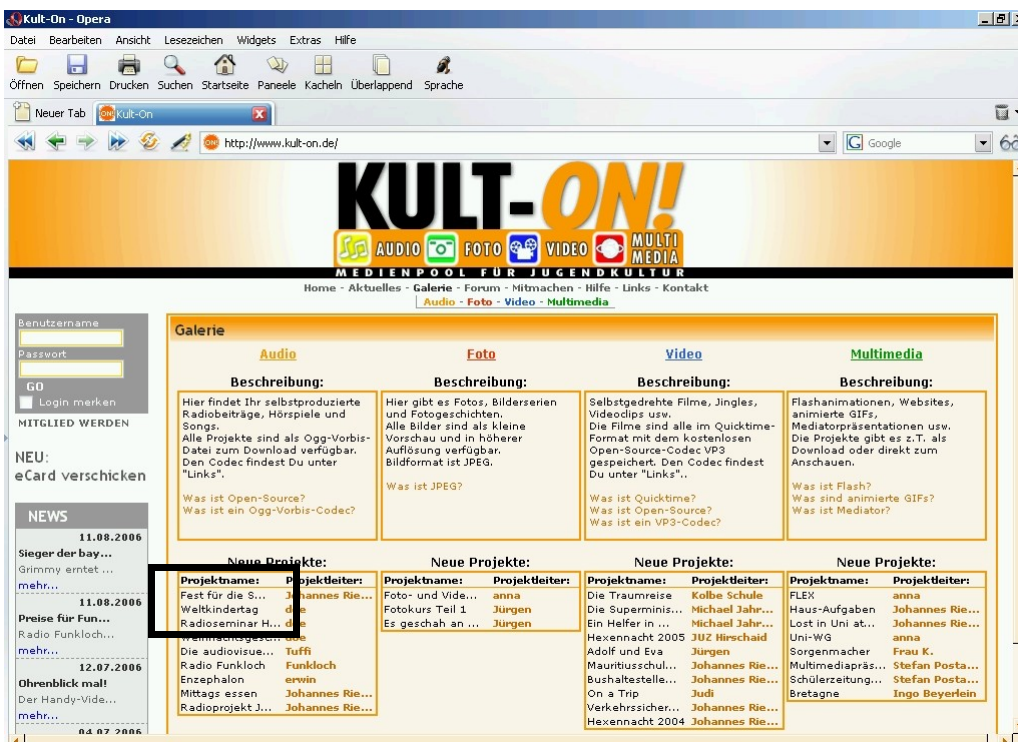 Kult-On - Opera
Datei Bearbeiten Ansicht Lesezeichen Widgets Extras Hilfe
Öffnen Speichern Drucken Suchen Startseite Paneele Kacheln Überlappend Sprache
Neuer Tab Kult-On
http://www.kult-on.de/ Google
KULT-ON!
AUDIO FOTO VIDEO MULTI MEDIA
MEDIENPOOL FÜR JUGENDKULTUR
Home - Aktuelles - Galerie - Forum - Mitmachen - Hilfe - Links - Kontakt
Audio - Foto - Video - Multimedia
Benutzername
Passwort
GO
Login merken
MITGLIED WERDEN
NEU:
eCard verschicken
NEWS
11.08.2006
Sieger der bay...
Grimmy erntet ...
mehr...
11.08.2006
Preise für Fun...
Radio Funkloch...
mehr...
12.07.2006
Ohrenblick mal!
Der Handy-Vide...
mehr...
04.07.2006
Galerie
Audio
Beschreibung:
Hier findet Ihr selbstproduzierte
Radiobeiträge, Hörspiele und
Songs.
Alle Projekte sind als Ogg-Vorbis-
Datei zum Download verfügbar.
Den Codec findest Du unter
"Links".
Was ist Open-Source?
Was ist ein Ogg-Vorbis-Codec?
Neue Projekte:
Projektname: Projektleiter:
Fest für die S... Johannes Rie...
Weltkindertag doe
Radioseminar H... Johannes Rie...
Weihnachtsgesc... doe
Die audiovisue... Tuffi
Radio Funkloch Funkloch
Enzephalon erwin
Mittags essen Johannes Rie...
Radioprojekt J... Johannes Rie...
Foto
Beschreibung:
Hier gibt es Fotos, Bilderserien
und Fotogeschichten.
Alle Bilder sind als kleine
Vorschau und in höherer
Auflösung verfügbar.
Bildformat ist JPEG.
Was ist JPEG?
Neue Projekte:
Projektname: Projektleiter:
Foto- und Vide... anna
Fotokurs Teil 1 Jürgen
Es geschah an ... Jürgen
Video
Beschreibung:
Selbstgedrehte Filme, Jingles,
Videoclips usw.
Die Filme sind alle im Quicktime-
Format mit dem kostenlosen
Open-Source-Codec VP3
gespeichert. Den Codec findest
Du unter "Links"..
Was ist Quicktime?
Was ist Open-Source?
Was ist ein VP3-Codec?
Neue Projekte:
Projektname: Projektleiter:
Die Traumreise Kolbe Schule
Die Superminis... Michael Jahr...
Ein Helfer in ... Michael Jahr...
Hexennacht 2005 JUZ Hirschaid
Adolf und Eva Jürgen
Mauritiusschul... Johannes Rie...
Bushaltestelle... Johannes Rie...
On a Trip Judi
Verkehrssicher... Johannes Rie...
Hexennacht 2004 Johannes Rie...
Multimedia
Beschreibung:
Flashanimationen, Websites,
animierte GIFs,
Mediatorpräsentationen usw.
Die Projekte gibt es z.T. als
Download oder direkt zum
Anschauen.
Was ist Flash?
Was sind animierte GIFs?
Was ist Mediator?
Neue Projekte:
Projektname: Projektleiter:
FLEX anna
Haus-Aufgaben Johannes Rie...
Lost in Uni at... Johannes Rie...
Uni-WG anna
Sorgenmacher Frau K.
Multimediapräs... Stefan Posta...
Schülerzeitung... Stefan Posta...
Bretagne Ingo Beyerlein